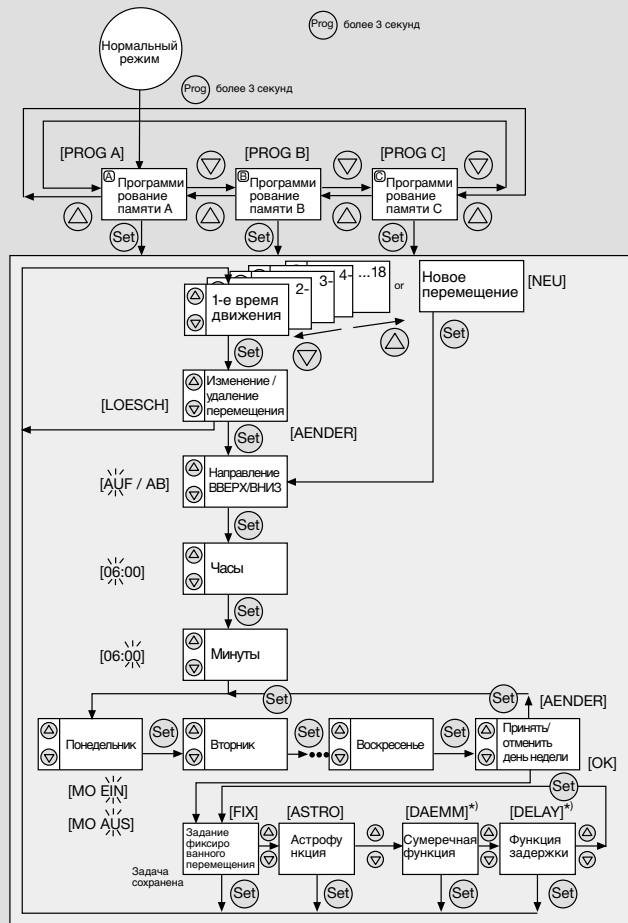 Prog более 3 секунд
Нормальный
режим
Prog более 3 секунд
[PROG A]
[PROG B]
[PROG C]
A Программи
рование
памяти А
B Программи
рование
памяти В
C Программи
рование
памяти С
Set
Set
Set
1-е время
движения
2-
3-
4-
...18
or
Новое
перемещение
[NEU]
Set
Set
Изменение /
удаление
перемещения
[LOESCH]
Set
[AENDER]
Направление
ВВЕРХ/ВНИЗ
[AUF / AB]
Set
Часы
[06:00]
Set
Минуты
[06:00]
Set
Set
[AENDER]
Понедельник
Set
Вторник
Set
Воскресенье
Set
Принять/
отменить
день недели
[OK]
[MO EIN]
[MO AUS]
Set
[FIX]
[ASTRO]
[DAEMM]*)
[DELAY]*)
Задание
фиксиро
ванного
перемещения
Астрофу
нкция
Сумеречная
функция
Функция
задержки
Задача
сохранена
Set
Set
Set
Set